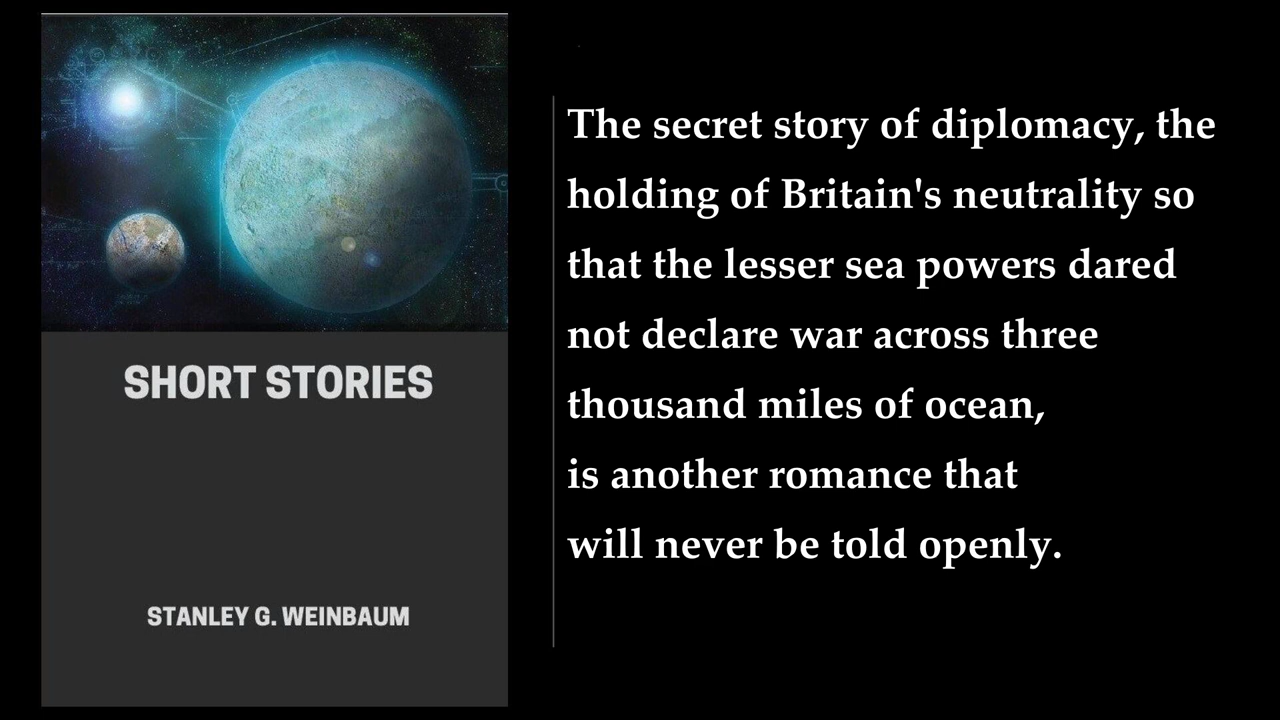 SHORT STORIES
STANLEY G. WEINBAUM
The secret story of diplomacy, the
holding of Britain's neutrality so
that the lesser sea powers dared
not declare war across three
thousand miles of ocean,
is another romance that
will never be told openly.